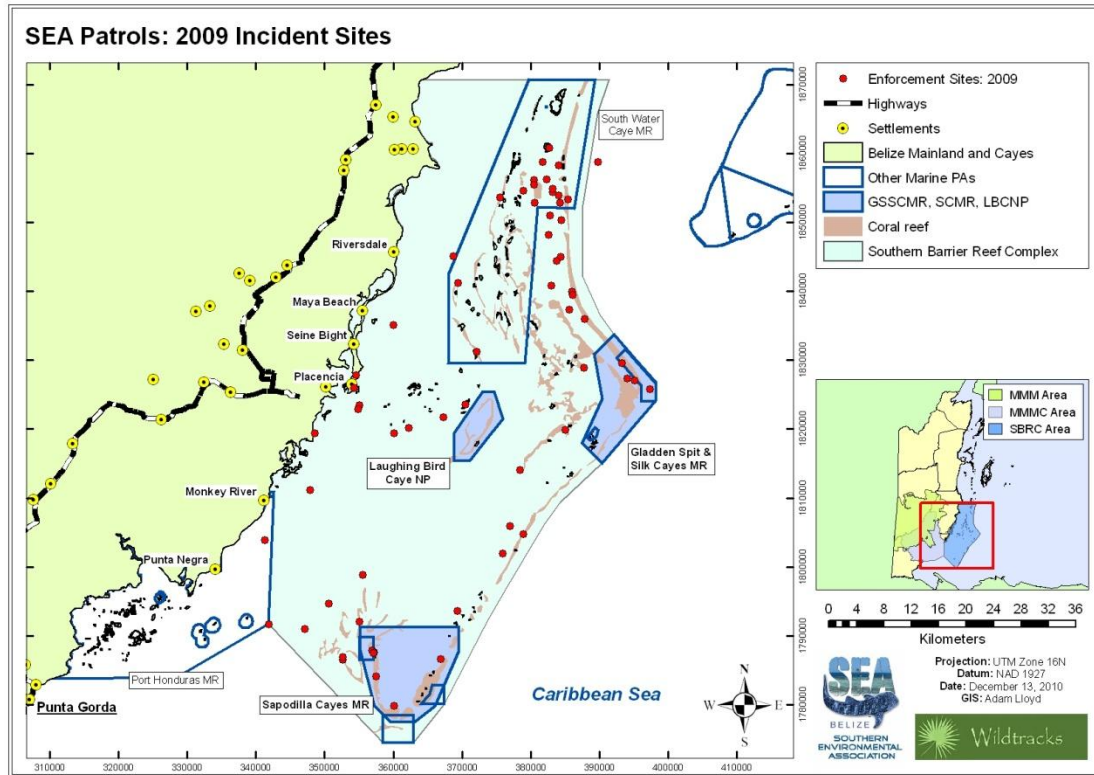 SEA Patrols: 2009 Incident Sites
1870000
1860000
1850000
1840000
1830000
1820000
1810000
1800000
1790000
1780000
South Water
Caye MR
Riversdale
Maya Beach
Seine Bight
Placencia
Laughing Bird
Caye NP
Gladden Spit &
Silk Cayes MR
Monkey River
Punta Negra
Port Honduras MR
Punta Gorda
Sapodilla Cayes MR
Caribbean Sea
N
W
E
S
310000
320000
330000
340000
350000
360000
370000
380000
390000
400000
410000
Enforcement Sites: 2009
Highways
Settlements
Belize Mainland and Cayes
Other Marine PAs
GSSCMR, SCMR, LBCNP
Coral reef
Southern Barrier Reef Complex
MMM Area
MMMC Area
SBRC Area
0 4 8 12 16 20 24 28 32 36
Kilometers
SEA
BELIZE
SOUTHERN
ENVIRONMENTAL
ASSOCIATION
Projection: UTM Zone 16N
Datum: NAD 1927
Date: December 13, 2010
GIS: Adam Lloyd
Wildtracks